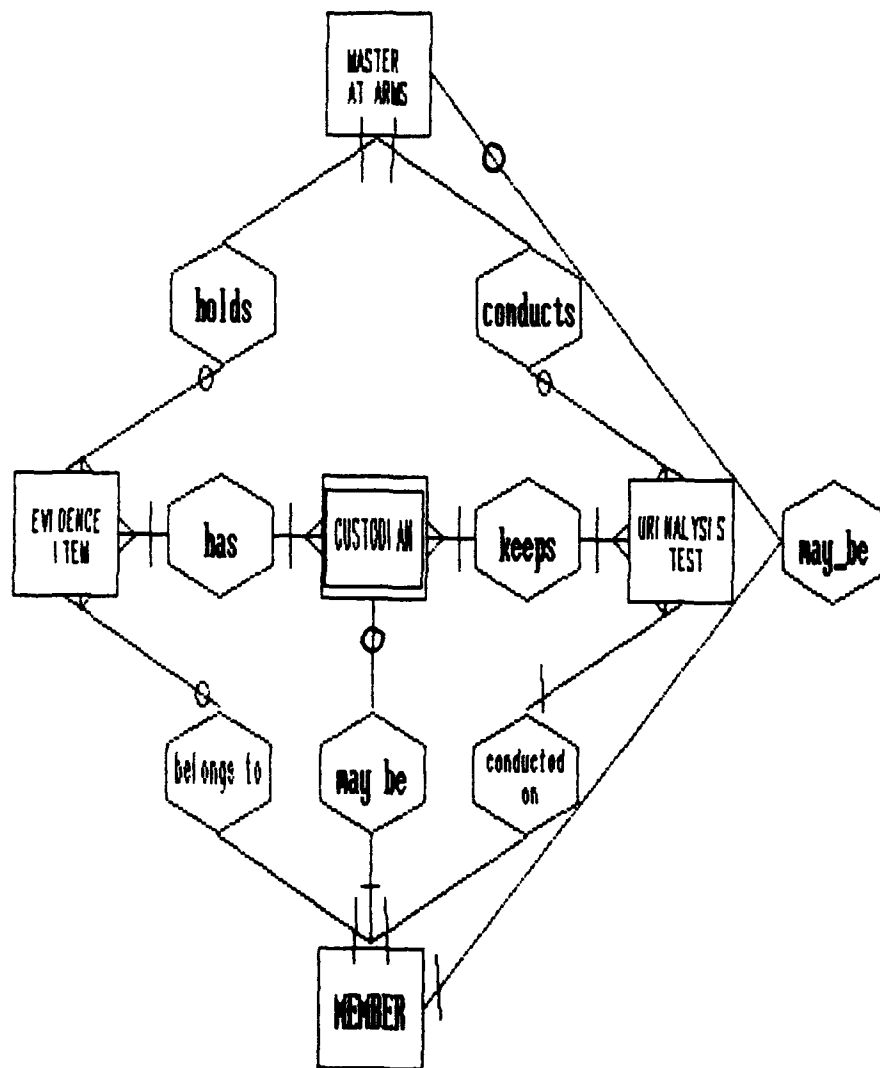 MASTER
AT ARMS
holds
conducts
EVIDENCE
ITEM
has
CUSTODIAN
keeps
URINALYSIS
TEST
may_be
belongs to
may be
conducted
on
MEMBER